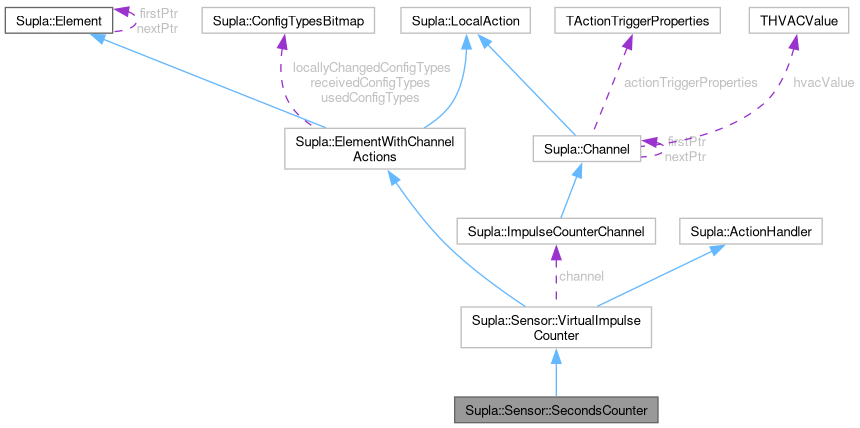 Supla::Element
firstPtr
nextPtr
Supla::ConfigTypesBitmap
Supla::LocalAction
TActionTriggerProperties
THVACValue
locallyChangedConfigTypes
receivedConfigTypes
usedConfigTypes
actionTriggerProperties
hvacValue
Supla::ElementWithChannel
Actions
Supla::Channel
firstPtr
nextPtr
Supla::ImpulseCounterChannel
Supla::ActionHandler
channel
Supla::Sensor::VirtualImpulse
Counter
Supla::Sensor::SecondsCounter